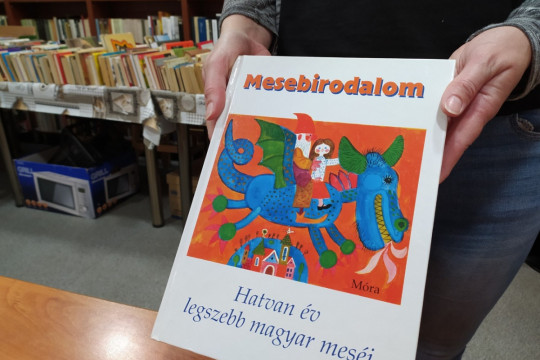 Mesebirodalom
Móra
Hatvan év
legszebb magyar meséi